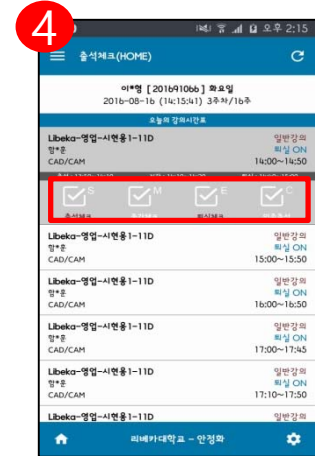 4
오후 2:15
출석체크(HOME)
이*영 [201691066] 화요일
2016-08-16 (14:15:41) 3주차/16주
오늘의 강의시간표
Libeka-영업-시현용1-11D 일반강의
함*훈 퇴실 ON
CAD/CAM 14:00~14:50
S M E C
출석체크 퇴실체크
Libeka-영업-시현용1-11D 일반강의
함*훈 퇴실 ON
CAD/CAM 15:00~15:50
Libeka-영업-시현용1-11D 일반강의
함*훈 퇴실 ON
CAD/CAM 16:00~16:50
Libeka-영업-시현용1-11D 일반강의
함*훈 퇴실 ON
CAD/CAM 17:00~17:45
Libeka-영업-시현용1-11D 일반강의
함*훈 퇴실 ON
CAD/CAM 17:10~17:50
Libeka-영업-시현용1-11D 일반강의
리베카대학교 - 안정화